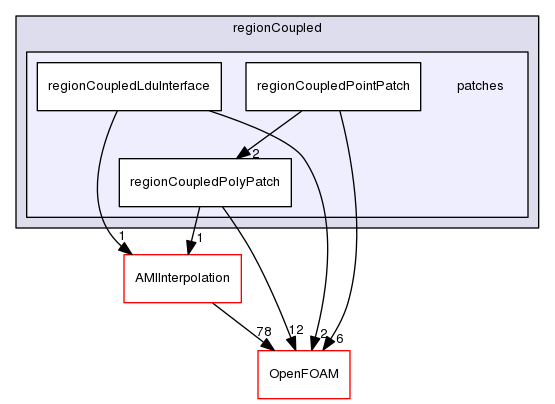 regionCoupled
regionCoupledLduInterface
regionCoupledPointPatch
patches
2
regionCoupledPolyPatch
1
1
AMIInterpolation
78
12
2
6
OpenFOAM